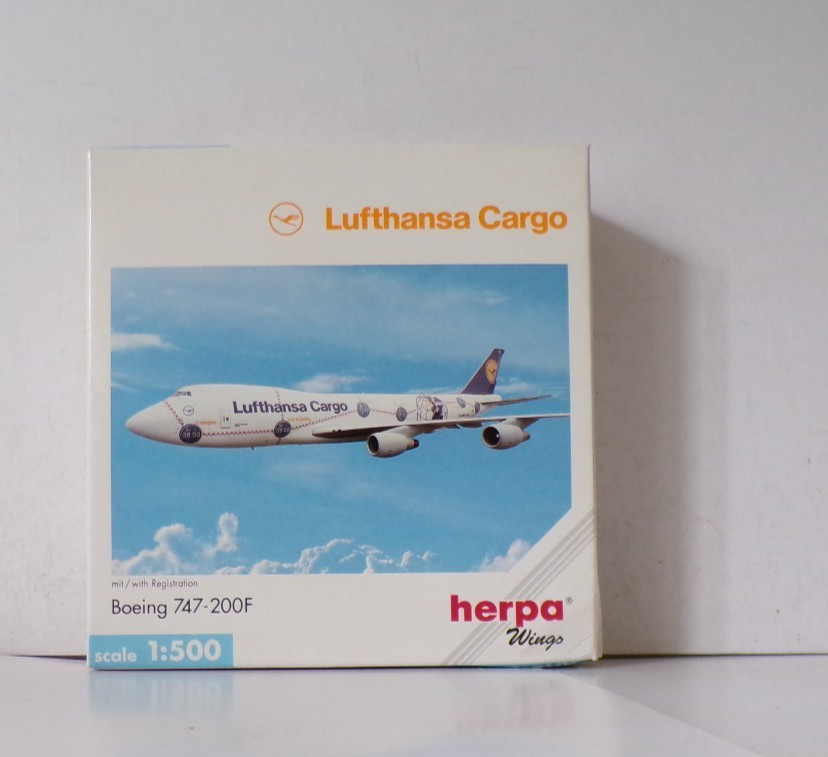 Lufthansa Cargo
Lufthansa Cargo
mit / with Registration
Boeing 747-200F
herpa®
Wings
scale 1:500